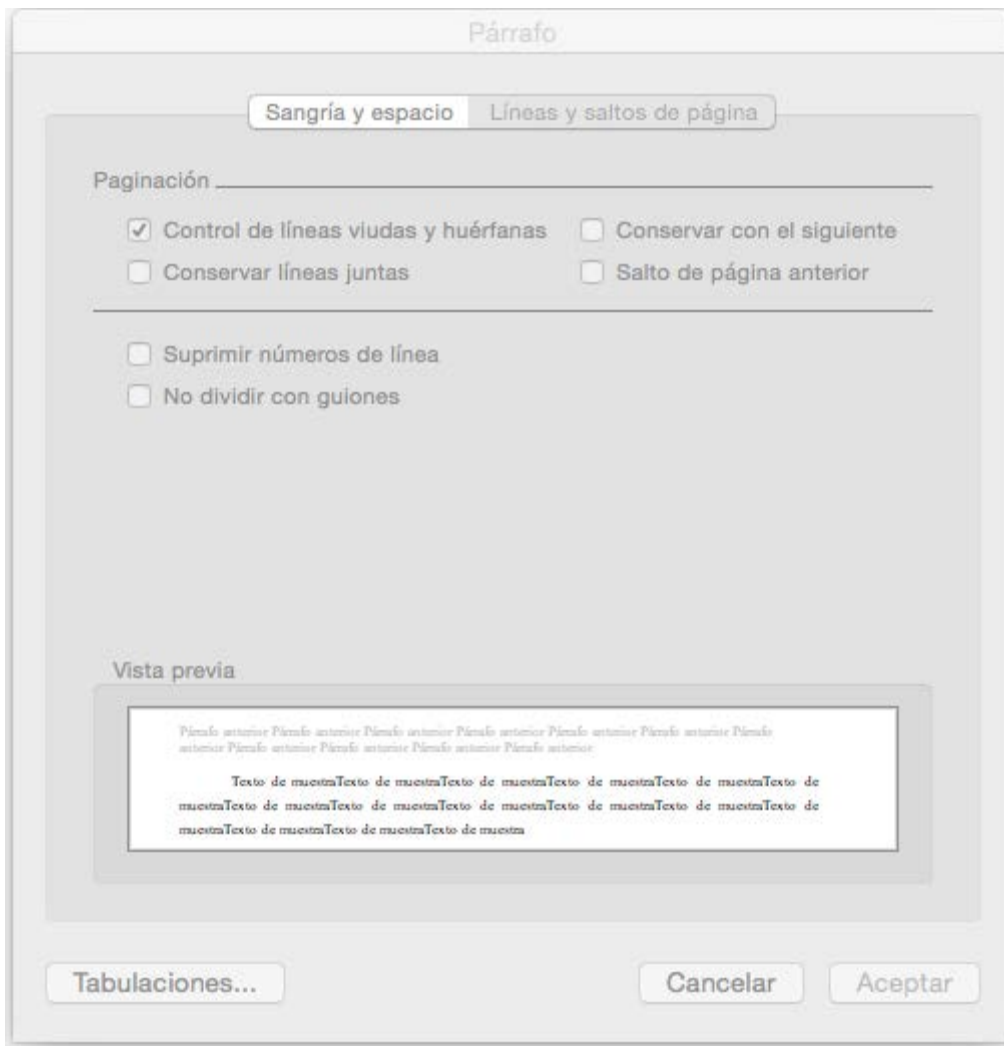 Párrafo
Sangría y espacio Líneas y saltos de página
Paginación
Control de líneas viudas y huérfanas Conservar con el siguiente
Conservar líneas juntas Salto de página anterior
Suprimir números de línea
No dividir con guiones
Vista previa
Párrafo anterior Párrafo anterior Párrafo anterior Párrafo anterior Párrafo anterior Párrafo anterior Párrafo
anterior Párrafo anterior Párrafo anterior Párrafo anterior Párrafo anterior
Texto de muestraTexto de muestraTexto de muestraTexto de muestraTexto de muestraTexto de
muestraTexto de muestraTexto de muestraTexto de muestraTexto de muestraTexto de muestraTexto de
muestraTexto de muestraTexto de muestraTexto de muestra
Tabulaciones... Cancelar Aceptar